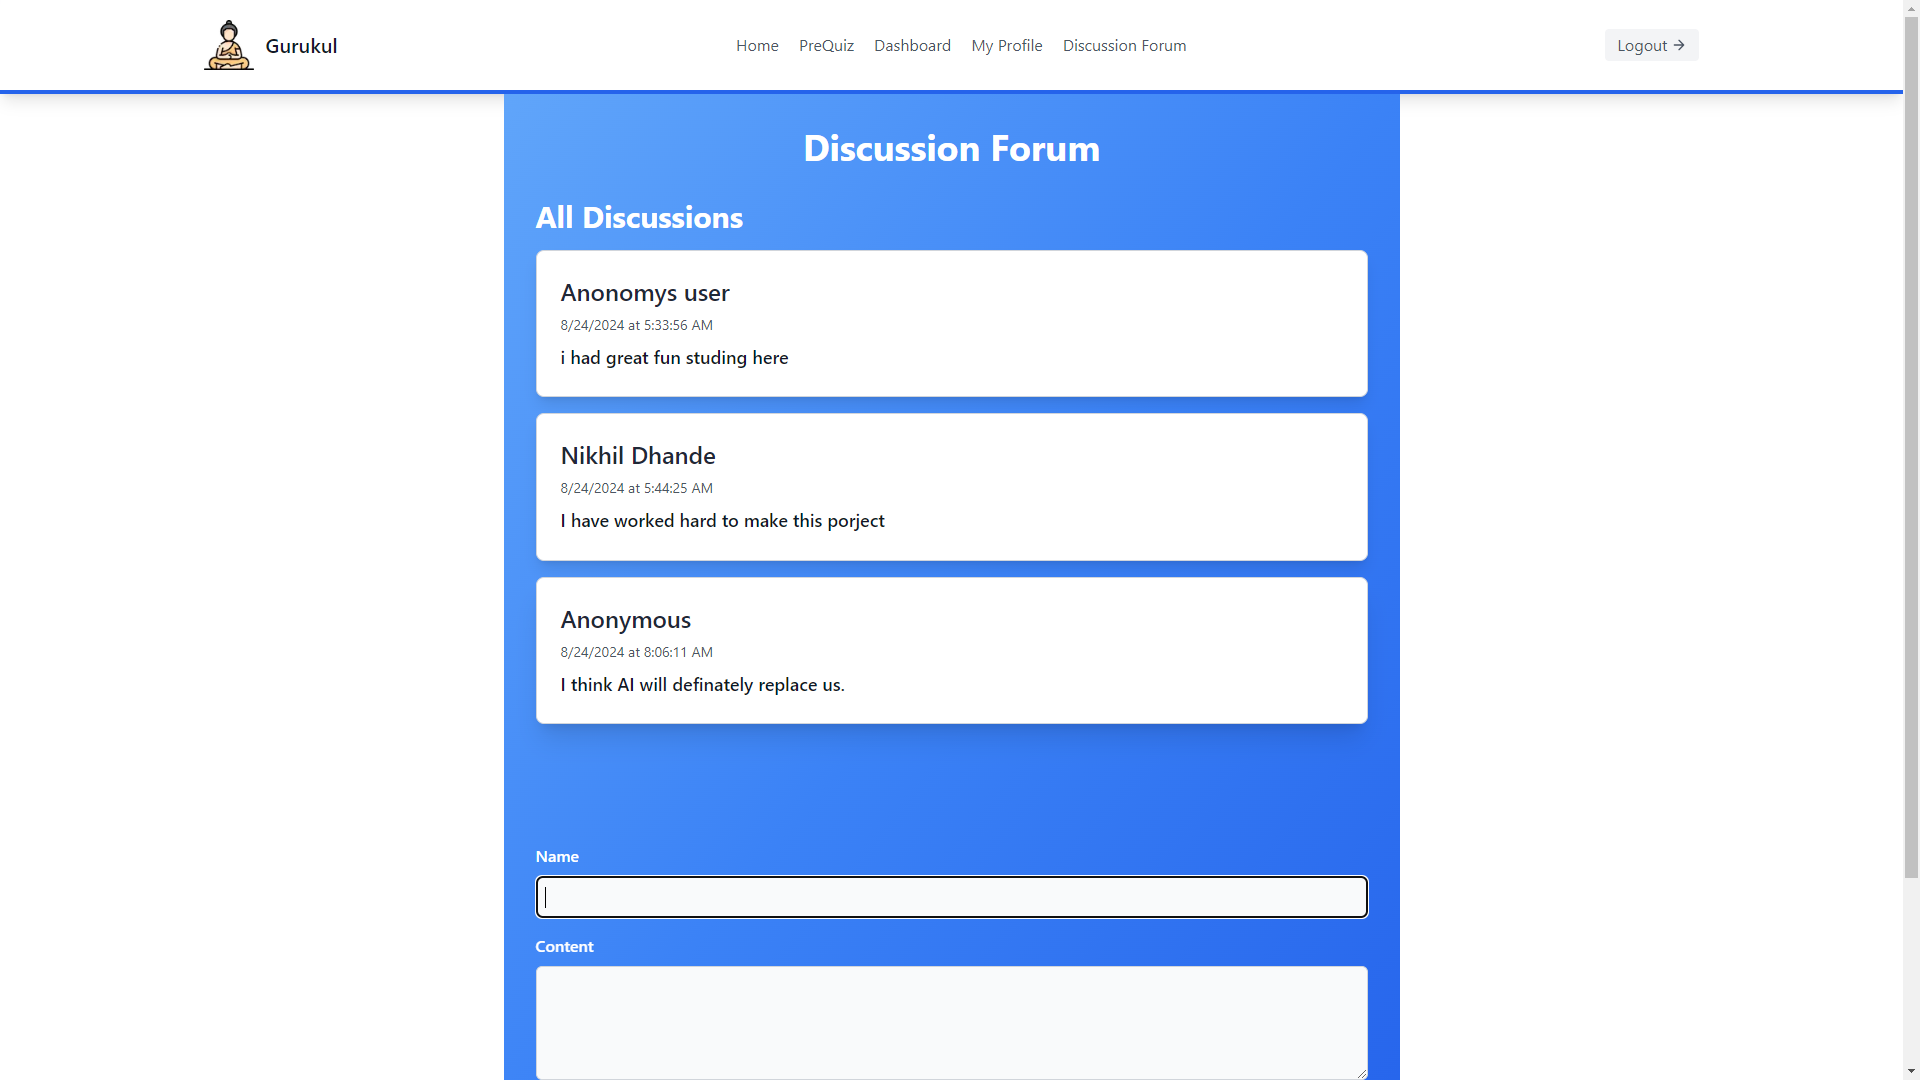 Gurukul
Home PreQuiz Dashboard My Profile Discussion Forum
Logout →
Discussion Forum
All Discussions
Anonomys user
8/24/2024 at 5:33:56 AM
i had great fun studing here
Nikhil Dhande
8/24/2024 at 5:44:25 AM
I have worked hard to make this porject
Anonymous
8/24/2024 at 8:06:11 AM
I think AI will definately replace us.
Name
Content